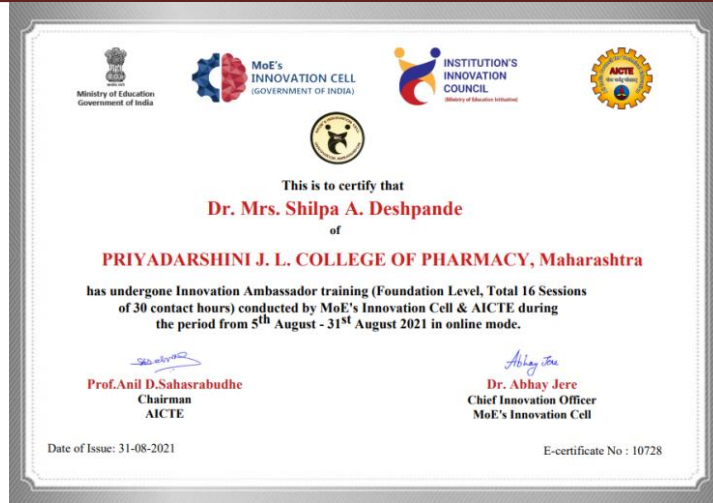 Ministry of Education
Government of India
MoE's
INNOVATION CELL
(GOVERNMENT OF INDIA)
INSTITUTION'S
INNOVATION
COUNCIL
(Ministry of Education Initiative)
AICTE
This is to certify that
Dr. Mrs. Shilpa A. Deshpande
of
PRIYADARSHINI J. L. COLLEGE OF PHARMACY, Maharashtra
has undergone Innovation Ambassador training (Foundation Level, Total 16 Sessions
of 30 contact hours) conducted by MoE's Innovation Cell & AICTE during
the period from 5th August - 31st August 2021 in online mode.
Abhay Jere
Prof.Anil D.Sahasrabudhe
Chairman
AICTE
Dr. Abhay Jere
Chief Innovation Officer
MoE's Innovation Cell
Date of Issue: 31-08-2021
E-certificate No : 10728